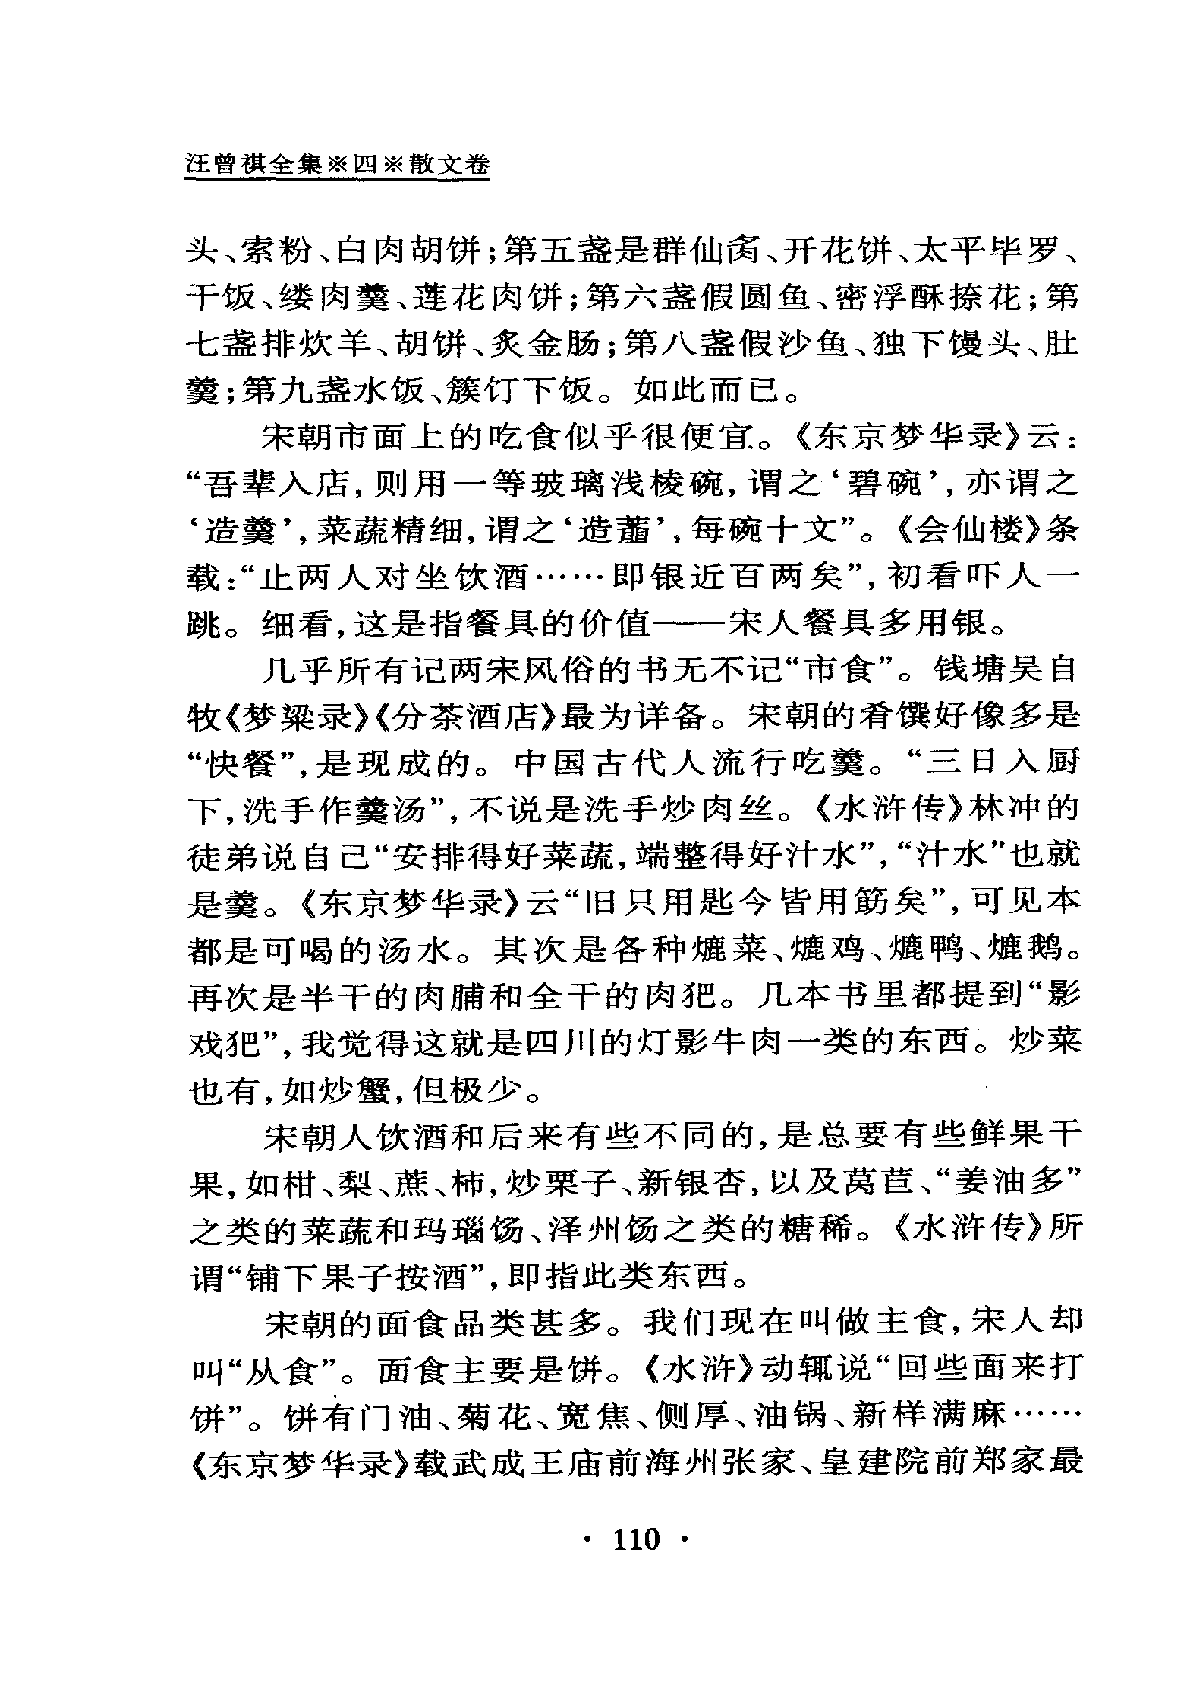 汪曾祺全集※四※散文卷
头、索粉、白肉胡饼；第五盏是群仙𩠌、开花饼、太平毕罗、
干饭、缕肉羹、莲花肉饼；第六盏假圆鱼、密浮酥捺花；第
七盏排炊羊、胡饼、炙金肠；第八盏假沙鱼、独下馒头、肚
羹；第九盏水饭、簇饤下饭。如此而已。
宋朝市面上的吃食似乎很便宜。《东京梦华录》云：
“吾辈入店，则用一等玻璃浅棱碗，谓之‘碧碗’，亦谓之
‘造羹’，菜蔬精细，谓之‘造齑’，每碗十文”。《会仙楼》条
载：“止两人对坐饮酒……即银近百两矣”，初看吓人一
跳。细看，这是指餐具的价值——宋人餐具多用银。
几乎所有记两宋风俗的书无不记“市食”。钱塘吴自
牧《梦粱录》《分茶酒店》最为详备。宋朝的肴馔好像多是
“快餐”，是现成的。中国古代人流行吃羹。“三日入厨
下，洗手作羹汤”，不说是洗手炒肉丝。《水浒传》林冲的
徒弟说自己“安排得好菜蔬，端整得好汁水”，“汁水”也就
是羹。《东京梦华录》云“旧只用匙今皆用筋矣”，可见本
都是可喝的汤水。其次是各种爊菜、爊鸡、爊鸭、爊鹅。
再次是半干的肉脯和全干的肉犯。几本书里都提到“影
戏犯”，我觉得这就是四川的灯影牛肉一类的东西。炒菜
也有，如炒蟹，但极少。
宋朝人饮酒和后来有些不同的，是总要有些鲜果干
果，如柑、梨、蔗、柿，炒栗子、新银杏，以及莴苣、“姜油多”
之类的菜蔬和玛瑙饧、泽州饧之类的糖稀。《水浒传》所
谓“铺下果子按酒”，即指此类东西。
宋朝的面食品类甚多。我们现在叫做主食，宋人却
叫“从食”。面食主要是饼。《水浒》动辄说“回些面来打
饼”。饼有门油、菊花、宽焦、侧厚、油锅、新样满麻……
《东京梦华录》载武成王庙前海州张家、皇建院前郑家最
· 110 ·